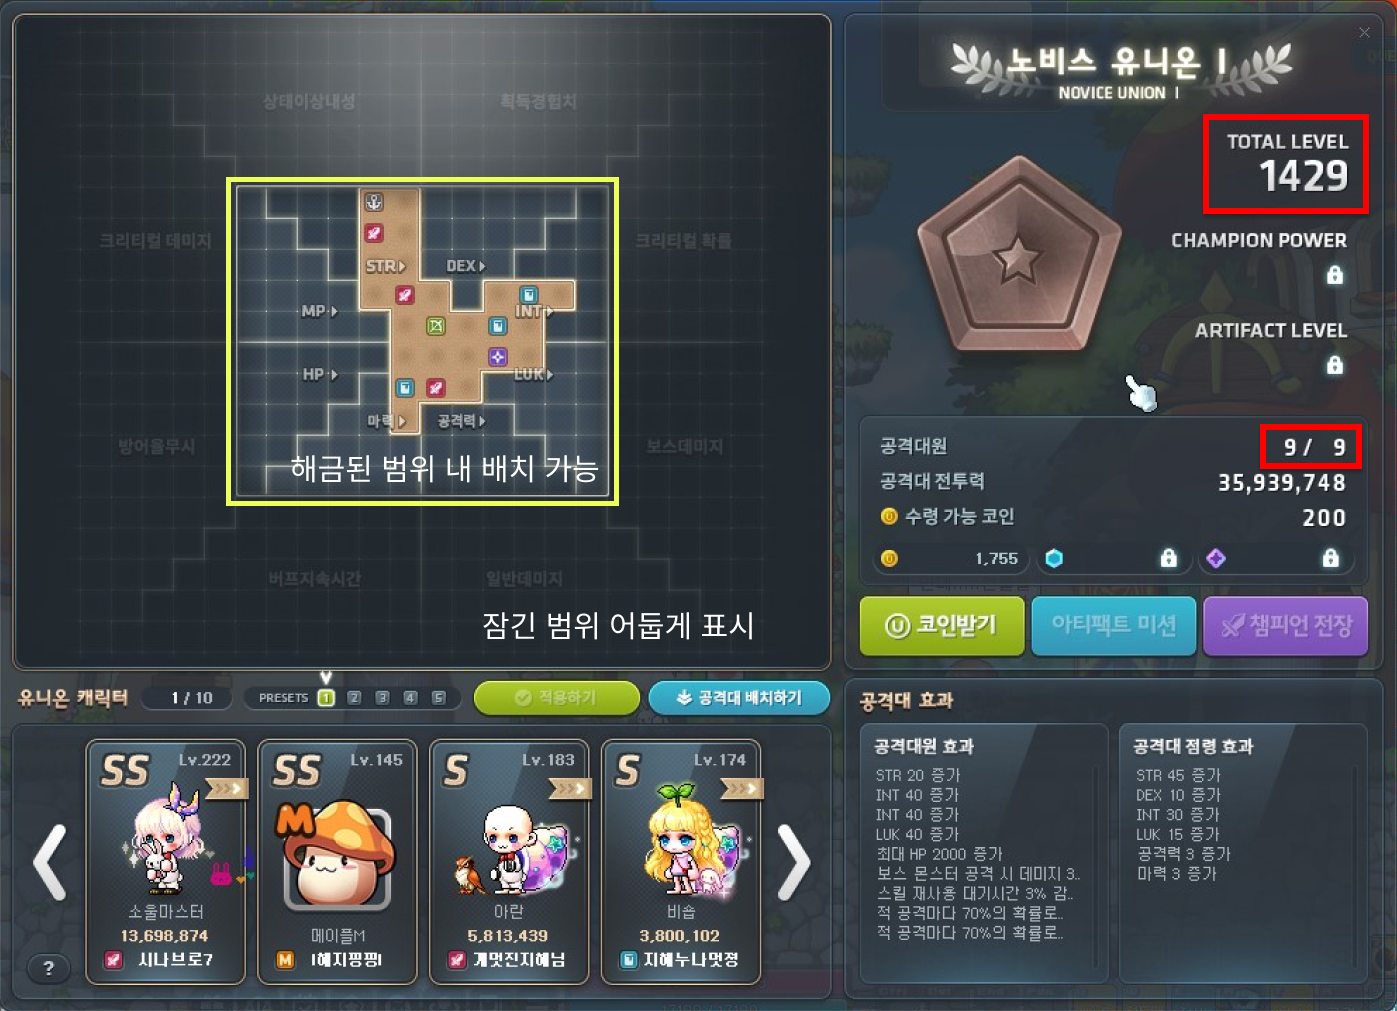 상태이상내성
획득경험치
크리티컬 데미지
크리티컬 확률
STR
DEX
MP
INT
HP
LUK
마력
공격력
방어율무시
보스데미지
해금된 범위 내 배치 가능
버프지속시간
일반데미지
잠긴 범위 어둡게 표시
노비스 유니온 I
NOVICE UNION I
TOTAL LEVEL
1429
CHAMPION POWER
ARTIFACT LEVEL
공격대원 9 / 9
공격대 전투력 35,939,748
수령 가능 코인 200
1,755
코인받기
아티팩트 미션
챔피언 전장
유니온 캐릭터
1 / 10
PRESETS 1 2 3 4 5
적용하기
공격대 배치하기
SS Lv.222
소울마스터
13,698,874
시나브로7
SS Lv.145
M
메이플M
M I혜지핑핑I
S Lv.183
아란
5,813,439
개멋진지혜님
S Lv.174
비숍
3,800,102
지혜누나멋졍
?
공격대 효과
공격대원 효과
STR 20 증가
INT 40 증가
INT 40 증가
LUK 40 증가
최대 HP 2000 증가
보스 몬스터 공격 시 데미지 3..
스킬 재사용 대기시간 3% 감..
적 공격마다 70%의 확률로..
적 공격마다 70%의 확률로..
공격대 점령 효과
STR 45 증가
DEX 10 증가
INT 30 증가
LUK 15 증가
공격력 3 증가
마력 3 증가